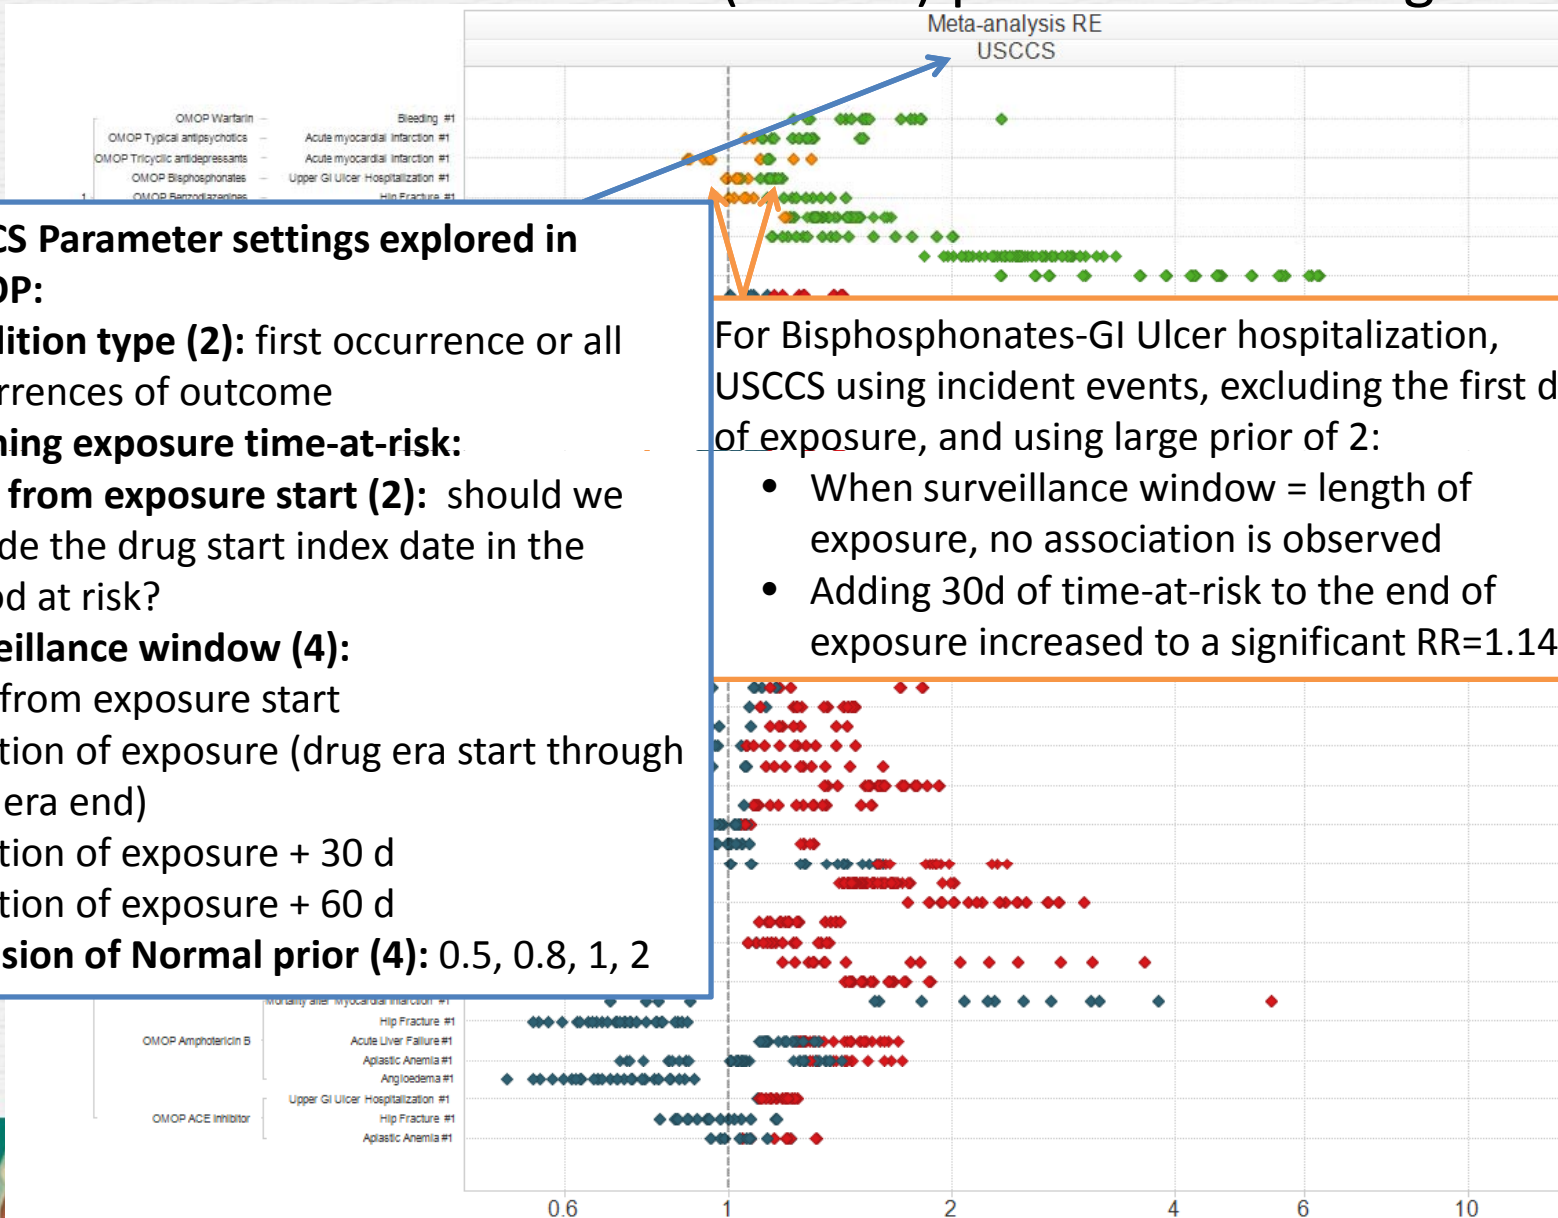 Meta-analysis RE
USCCS
OMOP Warfarin Bleeding #1
OMOP Typical antipsychotics Acute myocardial infarction #1
OMOP Tricyclic antidepressants Acute myocardial infarction #1
OMOP Bisphosphonates Upper GI Ulcer Hospitalization #1
1 OMOP Benzodiazepines Hip Fracture #1
CS Parameter settings explored in
OP:
dition type (2): first occurrence or all
rrences of outcome
ning exposure time-at-risk:
from exposure start (2): should we
de the drug start index date in the
od at risk?
eillance window (4):
from exposure start
tion of exposure (drug era start through
era end)
tion of exposure + 30 d
tion of exposure + 60 d
sion of Normal prior (4): 0.5, 0.8, 1, 2
For Bisphosphonates-GI Ulcer hospitalization,
USCCS using incident events, excluding the first d
of exposure, and using large prior of 2:
• When surveillance window = length of
exposure, no association is observed
• Adding 30d of time-at-risk to the end of
exposure increased to a significant RR=1.14
Mortality after Myocardial Infarction #1
Hip Fracture #1
OMOP Amphotericin B Acute Liver Failure #1
Aplastic Anemia #1
Angioedema #1
Upper GI Ulcer Hospitalization #1
OMOP ACE Inhibitor Hip Fracture #1
Aplastic Anemia #1
0.6 1 2 4 6 10